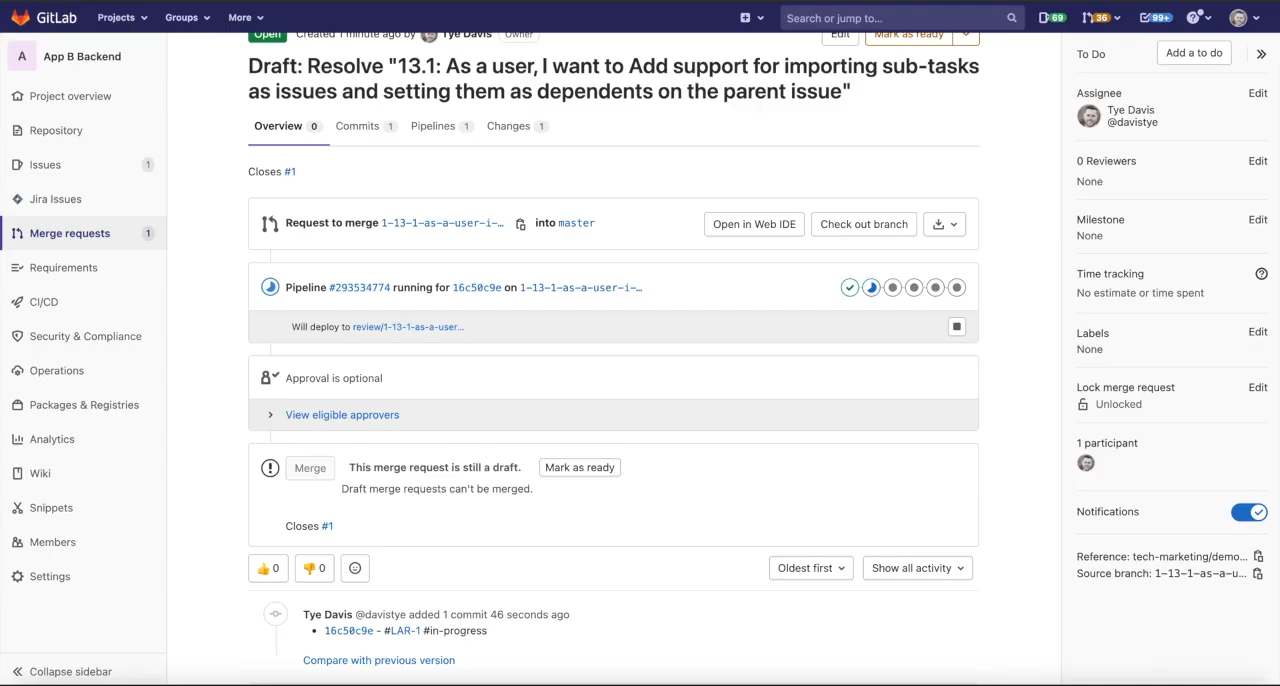 GitLab
Projects
Groups
More
Search or jump to...
69
36
99+
A
App B Backend
Project overview
Repository
Issues 1
Jira Issues
Merge requests 1
Requirements
CI/CD
Security & Compliance
Operations
Packages & Registries
Analytics
Wiki
Snippets
Members
Settings
Collapse sidebar
Open Created 1 minute ago by Tye Davis Owner
Edit
Mark as ready
Draft: Resolve "13.1: As a user, I want to Add support for importing sub-tasks
as issues and setting them as dependents on the parent issue"
Overview 0 Commits 1 Pipelines 1 Changes 1
Closes #1
Request to merge 1-13-1-as-a-user-i-… into master
Open in Web IDE
Check out branch
Pipeline #293534774 running for 16c50c9e on 1-13-1-as-a-user-i-…
Will deploy to review/1-13-1-as-a-user...
Approval is optional
View eligible approvers
Merge
This merge request is still a draft.
Mark as ready
Draft merge requests can't be merged.
Closes #1
0
0
Oldest first
Show all activity
Tye Davis @davistye added 1 commit 46 seconds ago
• 16c50c9e - #LAR-1 #in-progress
Compare with previous version
To Do
Add a to do
Assignee
Edit
Tye Davis
@davistye
0 Reviewers
Edit
None
Milestone
Edit
None
Time tracking
No estimate or time spent
Labels
Edit
None
Lock merge request
Edit
Unlocked
1 participant
Notifications
Reference: tech-marketing/demo...
Source branch: 1-13-1-as-a-u...